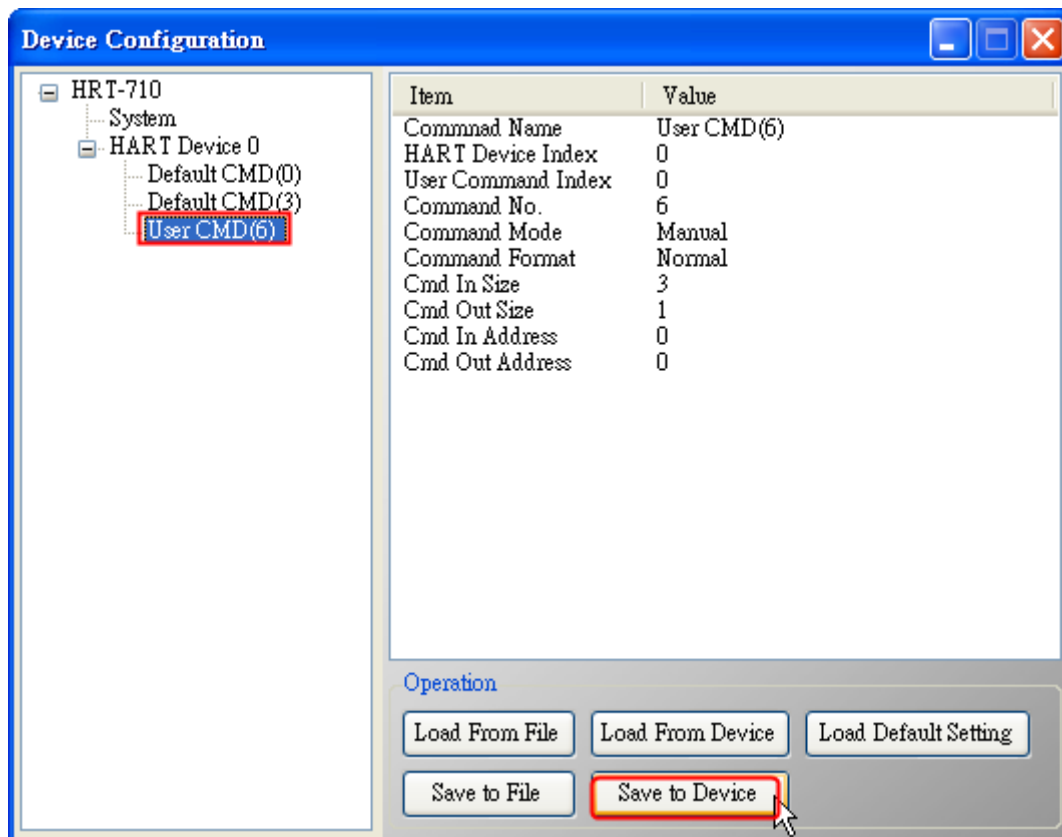 Device Configuration
HRT-710
System
HART Device 0
Default CMD(0)
Default CMD(3)
User CMD(6)
Item Value
Commnad Name User CMD(6)
HART Device Index 0
User Command Index 0
Command No. 6
Command Mode Manual
Command Format Normal
Cmd In Size 3
Cmd Out Size 1
Cmd In Address 0
Cmd Out Address 0
Operation
Load From File Load From Device Load Default Setting
Save to File Save to Device